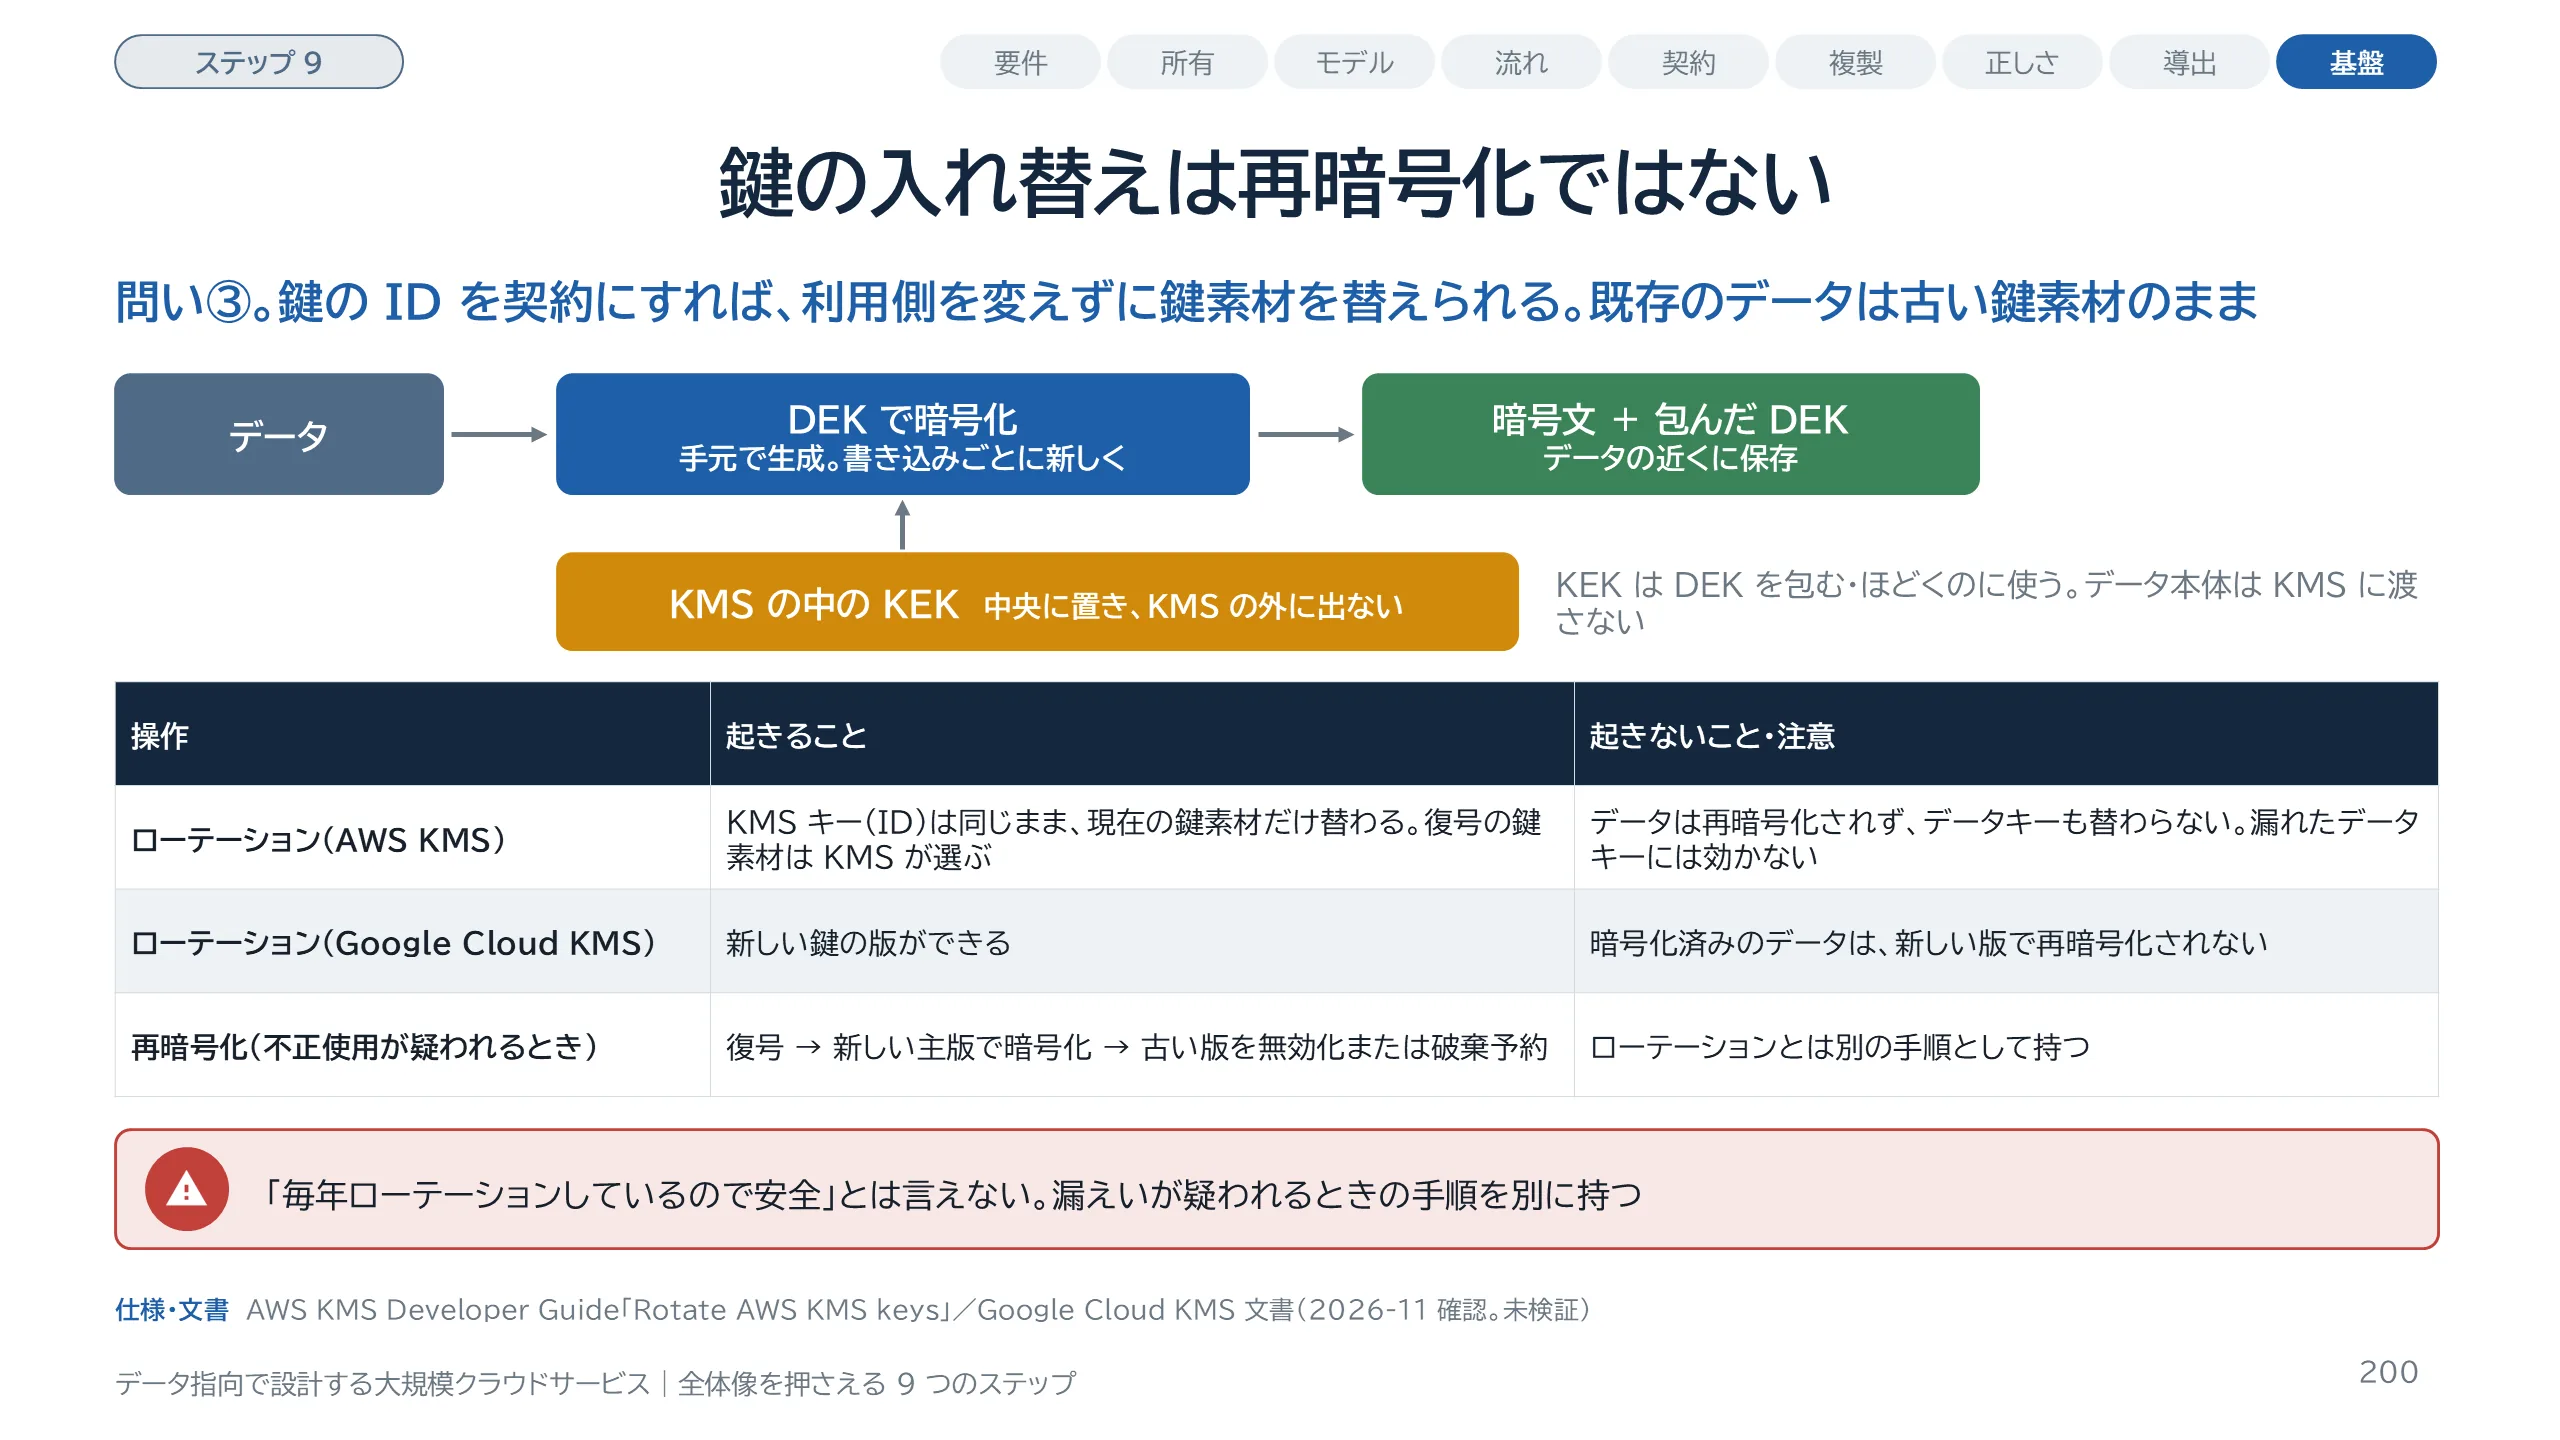 ステップ 9
要件
所有
モデル
流れ
契約
複製
正しさ
導出
基盤
鍵の入れ替えは再暗号化ではない
問い③。鍵の ID を契約にすれば、利用側を変えずに鍵素材を替えられる。既存のデータは古い鍵素材のまま
データ
DEK で暗号化
手元で生成。書き込みごとに新しく
暗号文 + 包んだ DEK
データの近くに保存
KMS の中の KEK 中央に置き、KMS の外に出ない
KEK は DEK を包む・ほどくのに使う。データ本体は KMS に渡
さない
操作
起きること
起きないこと・注意
ローテーション（AWS KMS）
KMS キー（ID）は同じまま、現在の鍵素材だけ替わる。復号の鍵
素材は KMS が選ぶ
データは再暗号化されず、データキーも替わらない。漏れたデータ
キーには効かない
ローテーション（Google Cloud KMS）
新しい鍵の版ができる
暗号化済みのデータは、新しい版で再暗号化されない
再暗号化（不正使用が疑われるとき）
復号 → 新しい主版で暗号化 → 古い版を無効化または破棄予約
ローテーションとは別の手順として持つ
「毎年ローテーションしているので安全」とは言えない。漏えいが疑われるときの手順を別に持つ
仕様・文書 AWS KMS Developer Guide「Rotate AWS KMS keys」／Google Cloud KMS 文書（2026-11 確認。未検証）
データ指向で設計する大規模クラウドサービス｜全体像を押さえる 9 つのステップ
200